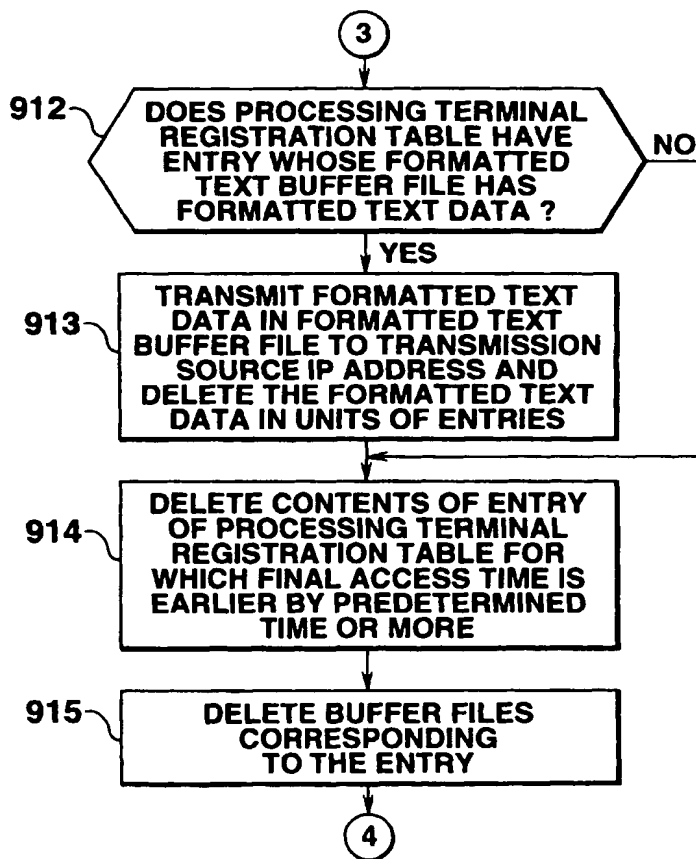 3
912
DOES PROCESSING TERMINAL
REGISTRATION TABLE HAVE
ENTRY WHOSE FORMATTED
TEXT BUFFER FILE HAS
FORMATTED TEXT DATA ?
NO
YES
913
TRANSMIT FORMATTED TEXT
DATA IN FORMATTED TEXT
BUFFER FILE TO TRANSMISSION
SOURCE IP ADDRESS AND
DELETE THE FORMATTED TEXT
DATA IN UNITS OF ENTRIES
914
DELETE CONTENTS OF ENTRY
OF PROCESSING TERMINAL
REGISTRATION TABLE FOR
WHICH FINAL ACCESS TIME IS
EARLIER BY PREDETERMINED
TIME OR MORE
915
DELETE BUFFER FILES
CORRESPONDING
TO THE ENTRY
4